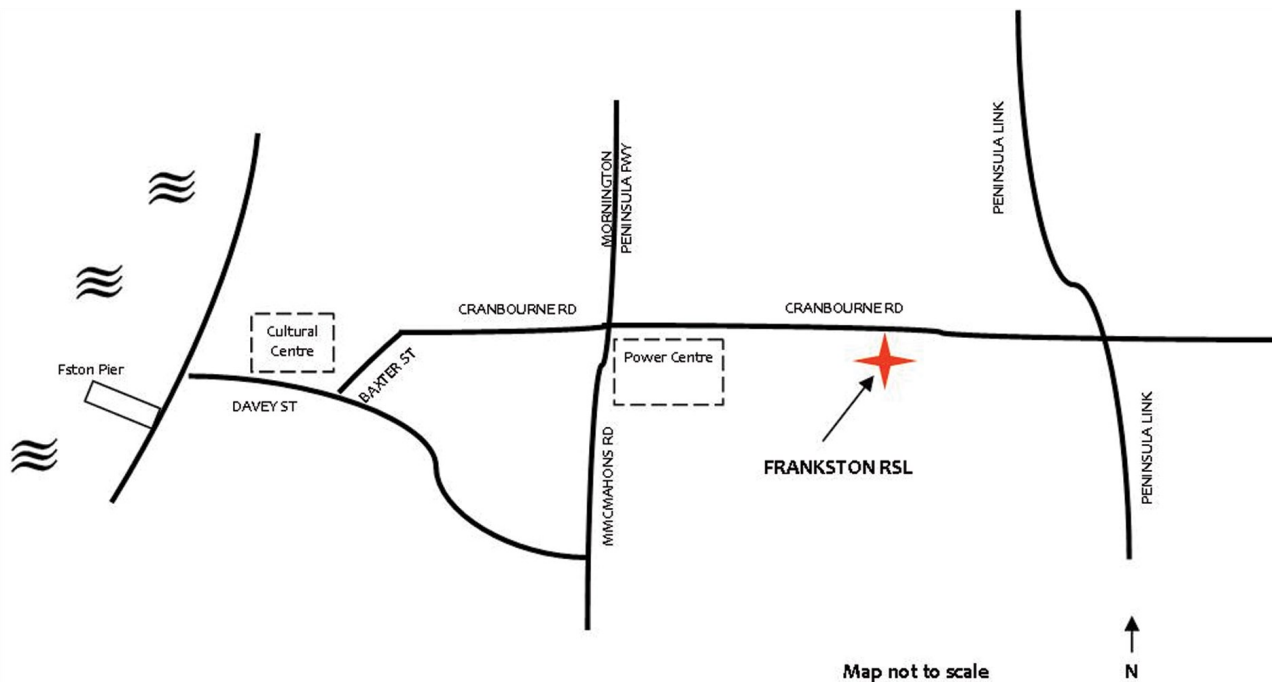 PENINSULA LINK
MORNINGTON
PENINSULA FWY
CRANBOURNE RD
CRANBOURNE RD
Cultural
Centre
Power Centre
Fston Pier
BAXTER ST
DAVEY ST
MMCMAHONS RD
FRANKSTON RSL
PENINSULA LINK
Map not to scale
N